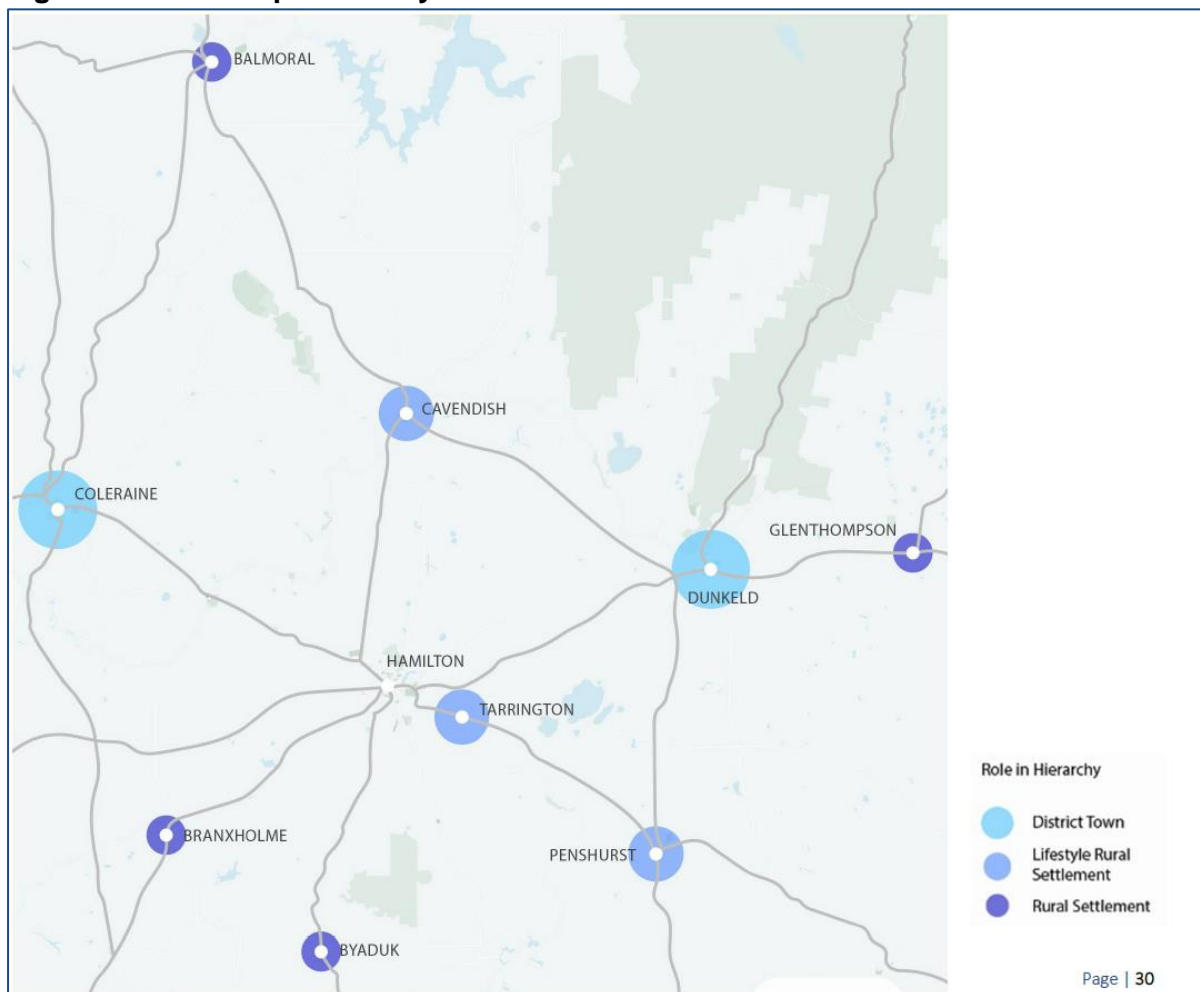 BALMORAL
CAVENDISH
COLERAINE
GLENTHOMPSON
DUNKELD
HAMILTON
TARRINGTON
BRANXHOLME
PENSHURST
BYADUK
Role in Hierarchy
District Town
Lifestyle Rural
Settlement
Rural Settlement
Page | 30